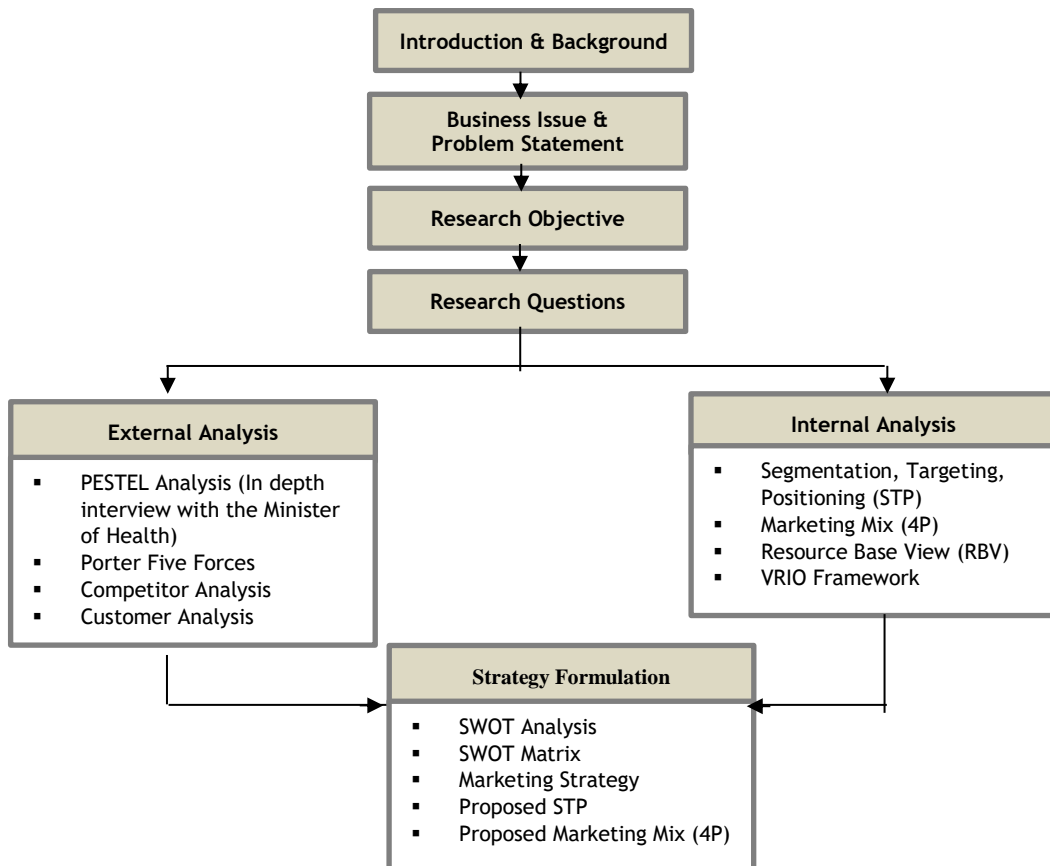 Introduction & Background
Business Issue &
Problem Statement
Research Objective
Research Questions
External Analysis
▪ PESTEL Analysis (In depth
interview with the Minister
of Health)
▪ Porter Five Forces
▪ Competitor Analysis
▪ Customer Analysis
Internal Analysis
▪ Segmentation, Targeting,
Positioning (STP)
▪ Marketing Mix (4P)
▪ Resource Base View (RBV)
▪ VRIO Framework
Strategy Formulation
▪ SWOT Analysis
▪ SWOT Matrix
▪ Marketing Strategy
▪ Proposed STP
▪ Proposed Marketing Mix (4P)